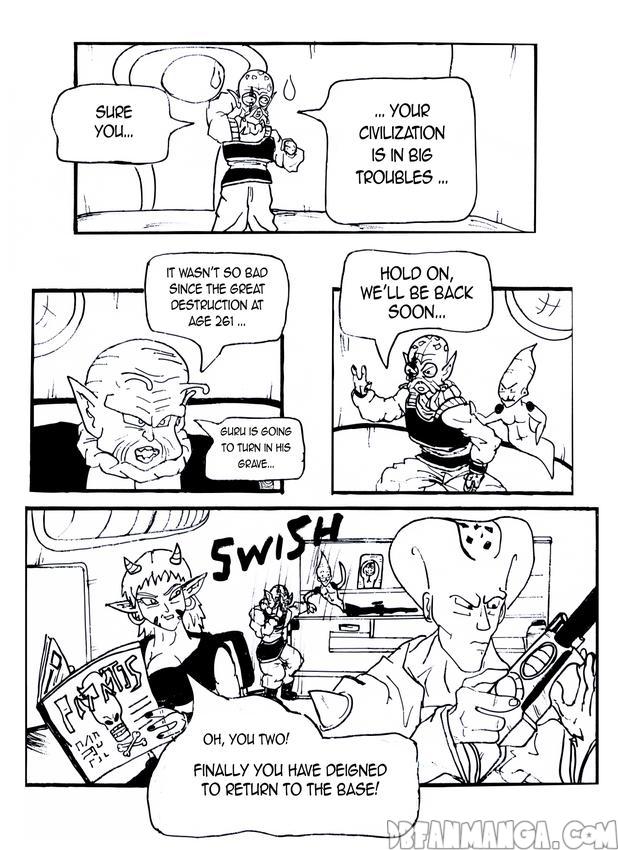 SURE
YOU...
... YOUR
CIVILIZATION
IS IN BIG
TROUBLES ...
IT WASN'T SO BAD
SINCE THE GREAT
DESTRUCTION AT
AGE 261 ...
GURU IS GOING
TO TURN IN HIS
GRAVE...
HOLD ON,
WE'LL BE BACK
SOON...
SWISH
OH, YOU TWO!
FINALLY YOU HAVE DEIGNED
TO RETURN TO THE BASE!
DBFANMANGA.COM